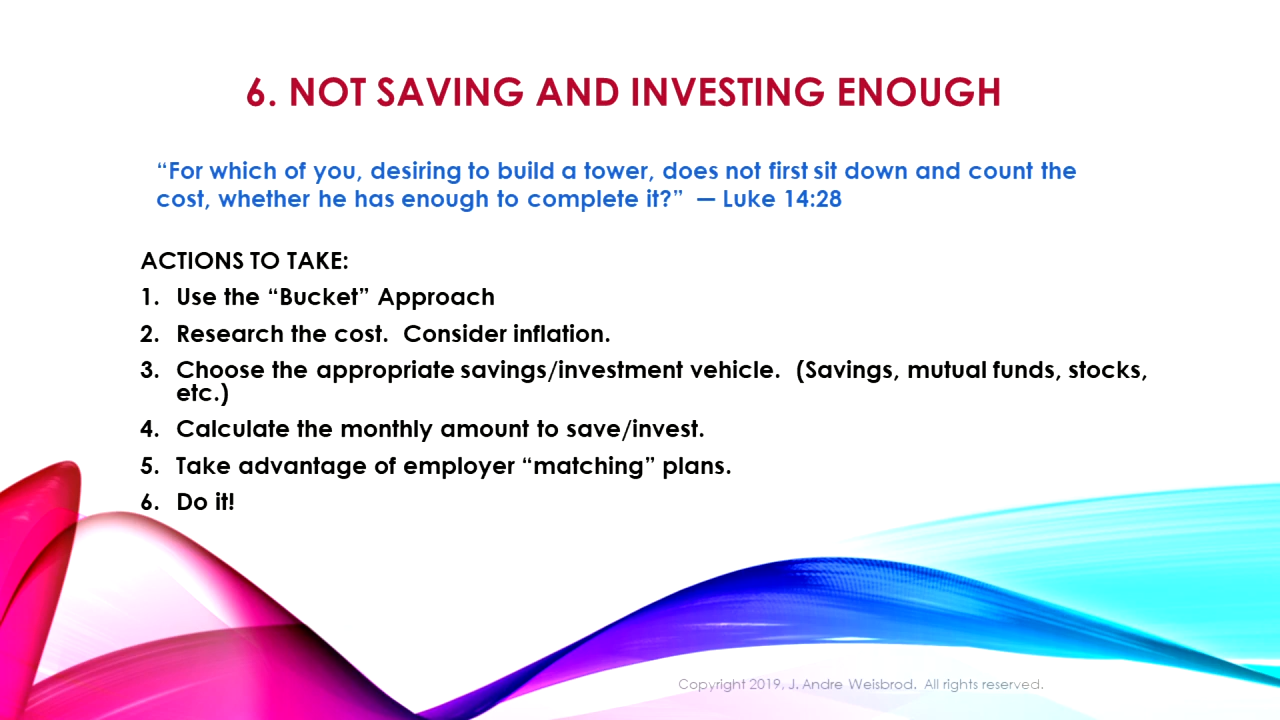 6. NOT SAVING AND INVESTING ENOUGH
“For which of you, desiring to build a tower, does not first sit down and count the
cost, whether he has enough to complete it?”  — Luke 14:28
ACTIONS TO TAKE:
1. Use the “Bucket” Approach
2. Research the cost.  Consider inflation.
3. Choose the appropriate savings/investment vehicle.  (Savings, mutual funds, stocks,
etc.)
4. Calculate the monthly amount to save/invest.
5. Take advantage of employer “matching” plans.
6. Do it!
Copyright 2019, J. Andre Weisbrod.  All rights reserved.